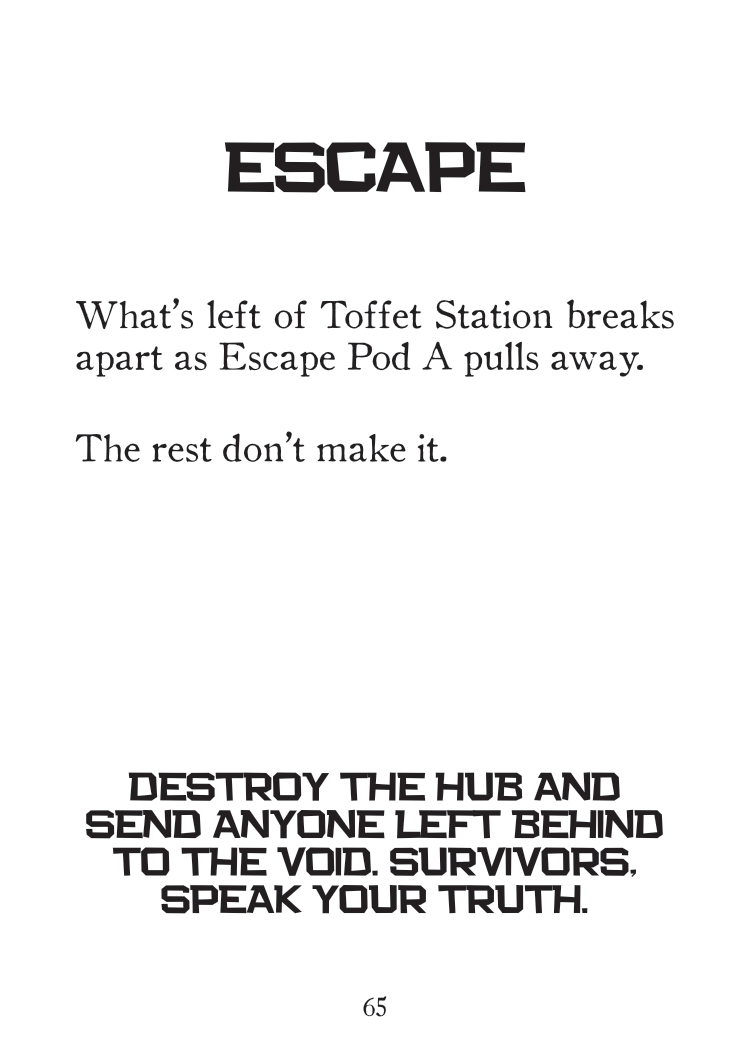 ESCAPE
What’s left of Toffet Station breaks
apart as Escape Pod A pulls away.
The rest don’t make it.
DESTROY THE HUB AND
SEND ANYONE LEFT BEHIND
TO THE VOID. SURVIVORS,
SPEAK YOUR TRUTH.
65